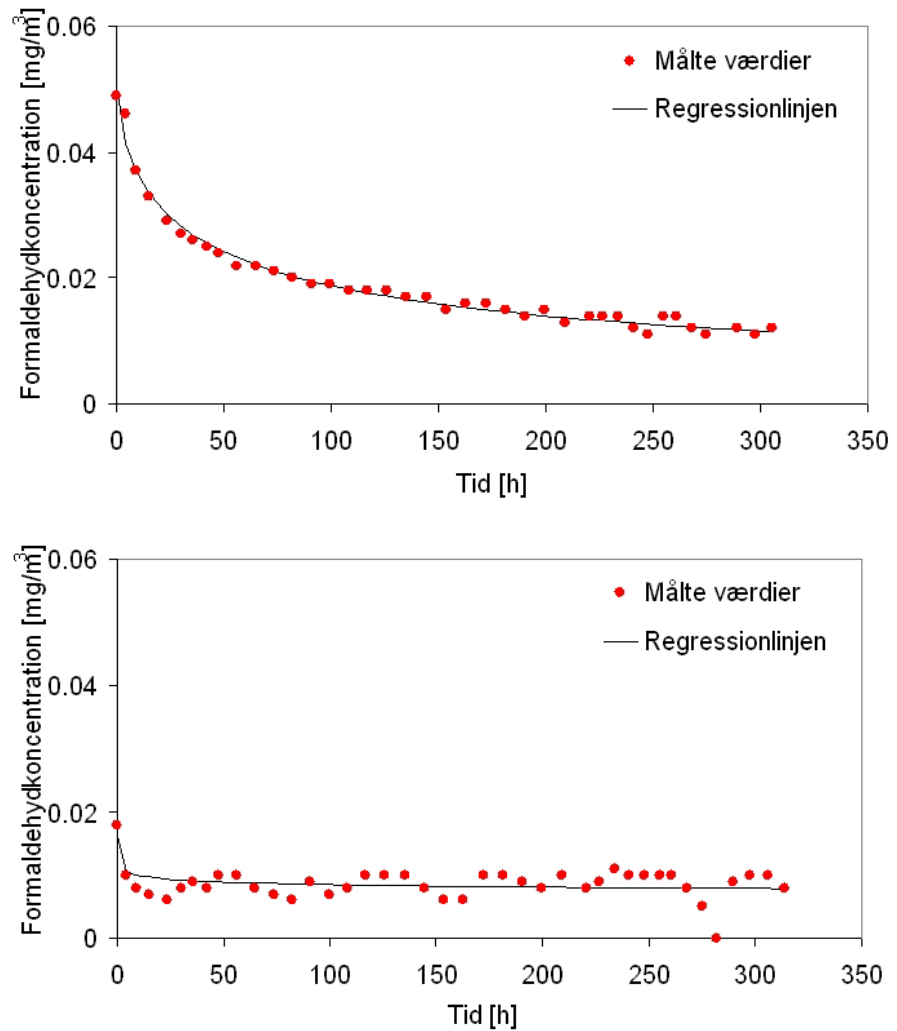 Formaldehydkoncentration [mg/m³]
0.06
0.04
0.02
0
Målte værdier
Regressionlinjen
0 50 100 150 200 250 300 350
Tid [h]
Formaldehydkoncentration [mg/m³]
0.06
0.04
0.02
0
Målte værdier
Regressionlinjen
0 50 100 150 200 250 300 350
Tid [h]